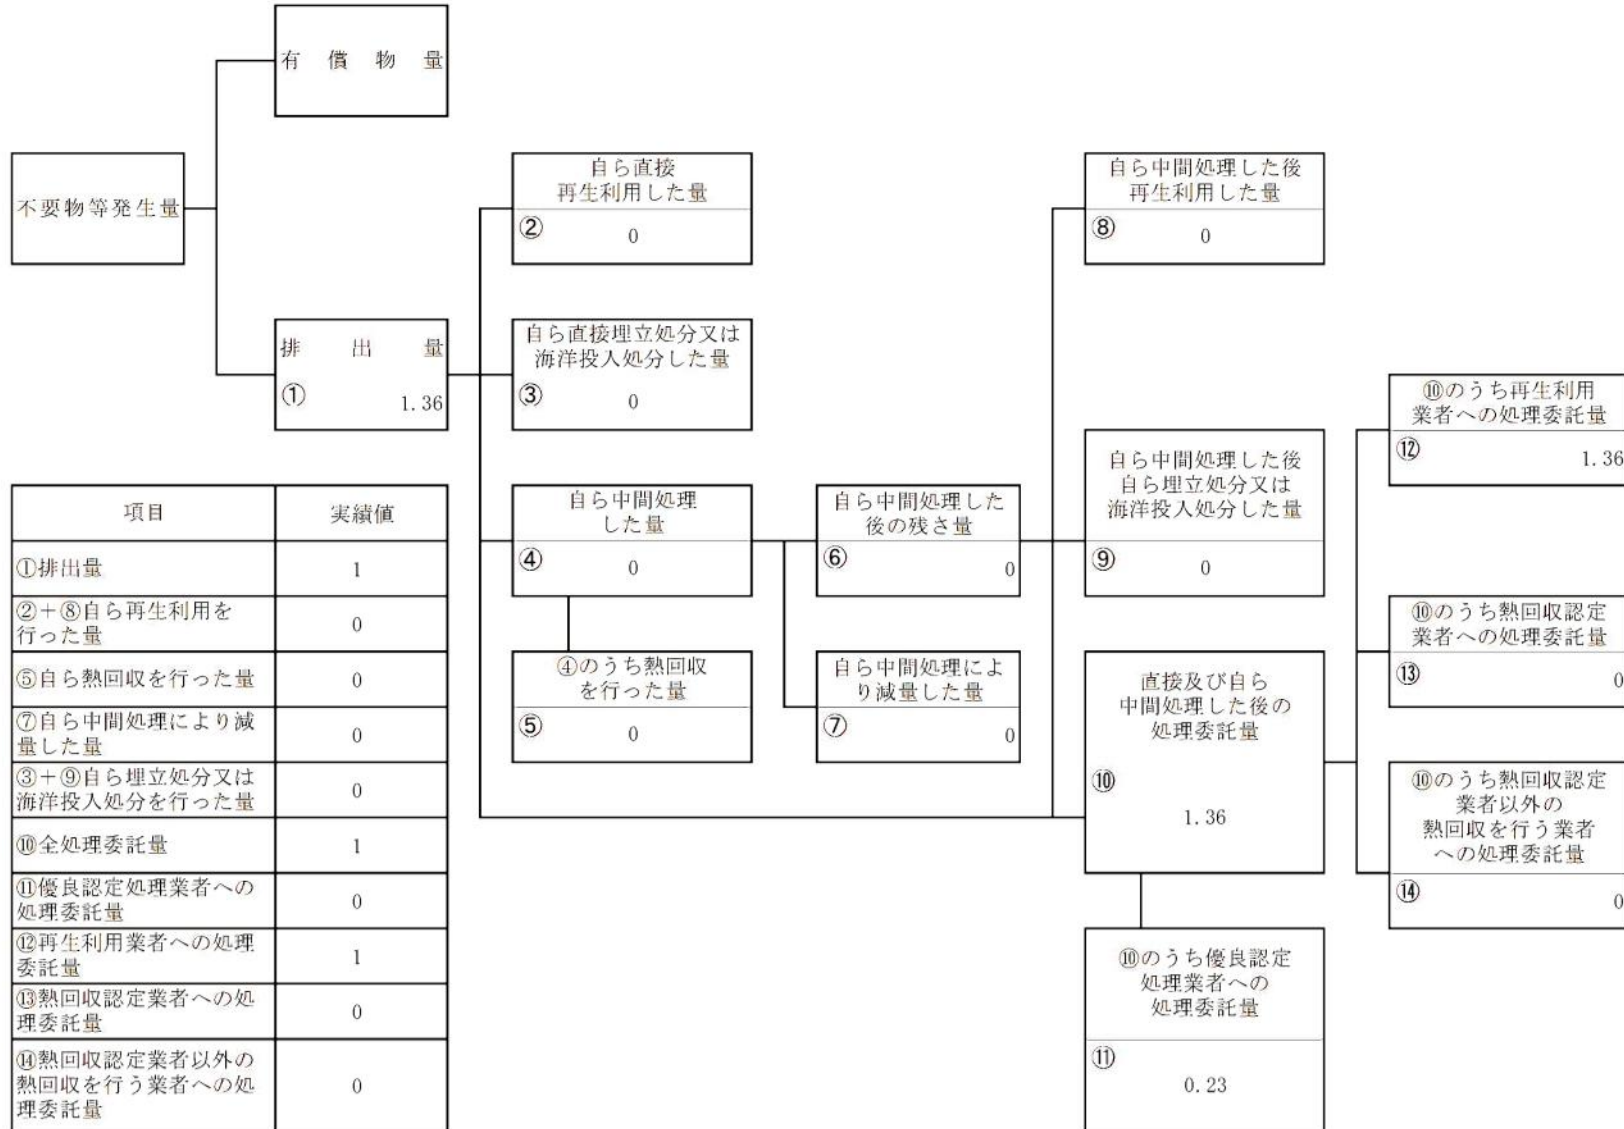 有償物量
不要物等発生量
排出量
① 1.36
自ら直接
再生利用した量
② 0
自ら直接埋立処分又は
海洋投入処分した量
③ 0
自ら中間処理
した量
④ 0
④のうち熱回収
を行った量
⑤ 0
自ら中間処理した
後の残さ量
⑥ 0
自ら中間処理によ
り減量した量
⑦ 0
自ら中間処理した後
再生利用した量
⑧ 0
自ら中間処理した後
自ら埋立処分又は
海洋投入処分した量
⑨ 0
直接及び自ら
中間処理した後の
処理委託量
⑩
1.36
⑩のうち優良認定
処理業者への
処理委託量
⑪
0.23
⑩のうち再生利用
業者への処理委託量
⑫ 1.36
⑩のうち熱回収認定
業者への処理委託量
⑬ 0
⑩のうち熱回収認定
業者以外の
熱回収を行う業者
への処理委託量
⑭ 0
項目 実績値
①排出量 1
②+⑧自ら再生利用を
行った量 0
⑤自ら熱回収を行った量 0
⑦自ら中間処理により減
量した量 0
③+⑨自ら埋立処分又は
海洋投入処分を行った量 0
⑩全処理委託量 1
⑪優良認定処理業者への
処理委託量 0
⑫再生利用業者への処理
委託量 1
⑬熱回収認定業者への処
理委託量 0
⑭熱回収認定業者以外の
熱回収を行う業者への処
理委託量 0